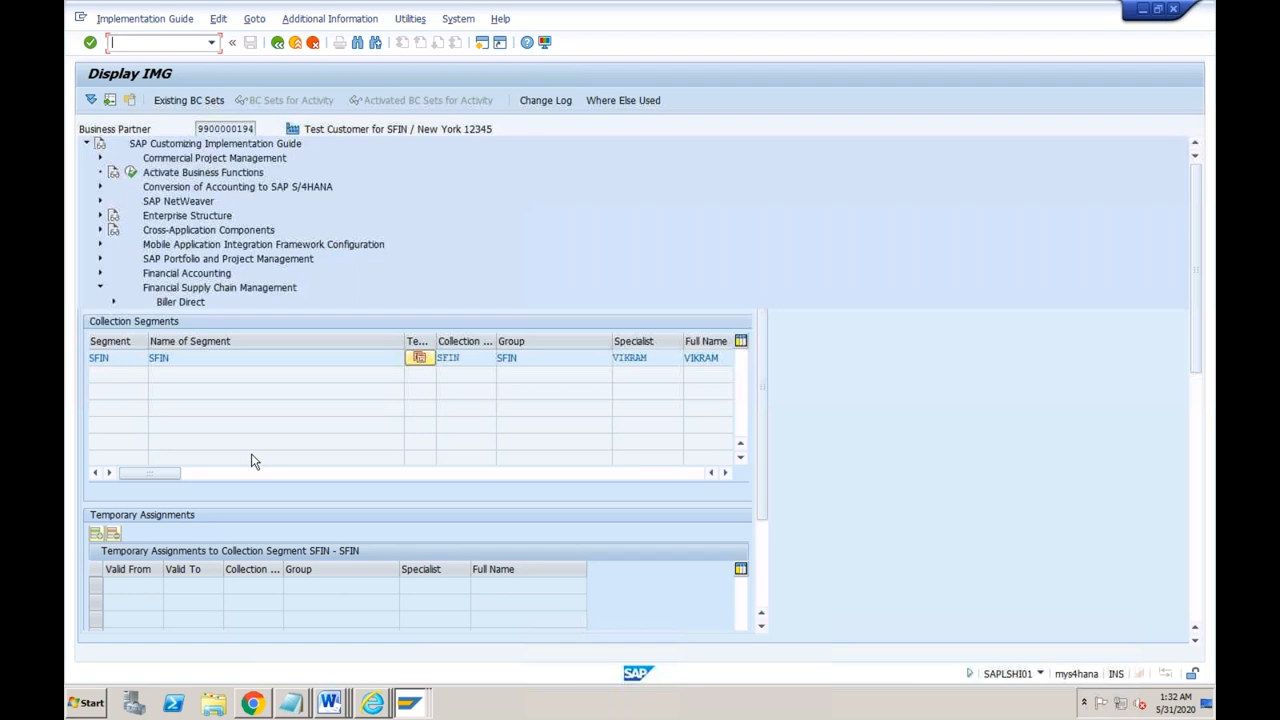 Implementation Guide Edit Goto Additional Information Utilities System Help
Display IMG
Existing BC Sets BC Sets for Activity Activated BC Sets for Activity Change Log Where Else Used
Business Partner 9900000194 Test Customer for SFIN / New York 12345
SAP Customizing Implementation Guide
Commercial Project Management
Activate Business Functions
Conversion of Accounting to SAP S/4HANA
SAP NetWeaver
Enterprise Structure
Cross-Application Components
Mobile Application Integration Framework Configuration
SAP Portfolio and Project Management
Financial Accounting
Financial Supply Chain Management
Biller Direct
Collection Segments
Segment Name of Segment Te... Collection ... Group Specialist Full Name
SFIN SFIN SFIN SFIN VIKRAM VIKRAM
Temporary Assignments
Temporary Assignments to Collection Segment SFIN - SFIN
Valid From Valid To Collection ... Group Specialist Full Name
SAP
SAPLSHI01 mys4hana INS
Start 1:32 AM
5/31/2020